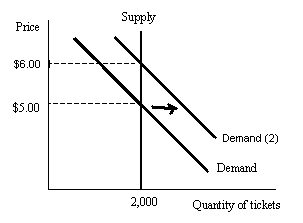 Supply
Price
$6.00
$5.00
Demand (2)
Demand
2,000
Quantity of tickets